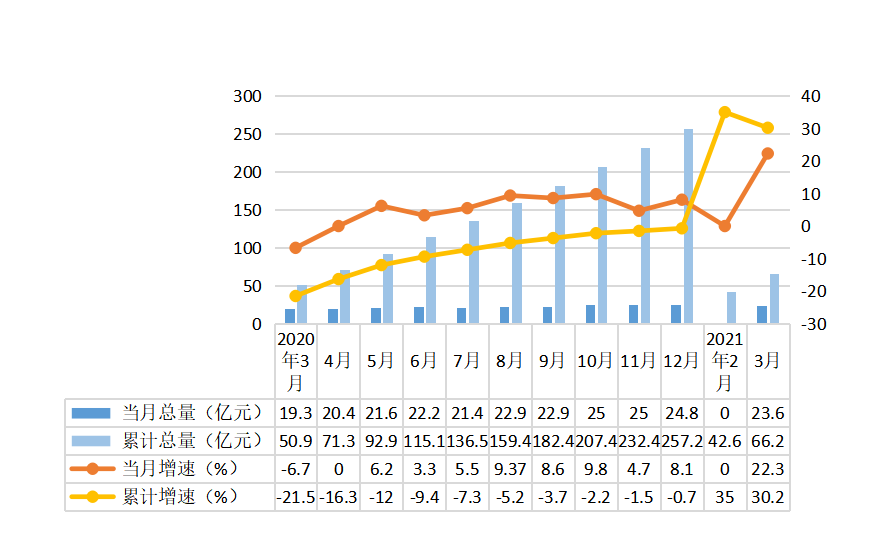 300 40
250 30
200 20
150 10
100 0
50 -10
0 -20
-30
2020年3月 4月 5月 6月 7月 8月 9月 10月 11月 12月 2021年2月 3月
当月总量（亿元） 19.3 20.4 21.6 22.2 21.4 22.9 22.9 25 25 24.8 0 23.6
累计总量（亿元） 50.9 71.3 92.9 115.1 136.5 159.4 182.4 207.4 232.4 257.2 42.6 66.2
当月增速（%） -6.7 0 6.2 3.3 5.5 9.37 8.6 9.8 4.7 8.1 0 22.3
累计增速（%） -21.5 -16.3 -12 -9.4 -7.3 -5.2 -3.7 -2.2 -1.5 -0.7 35 30.2